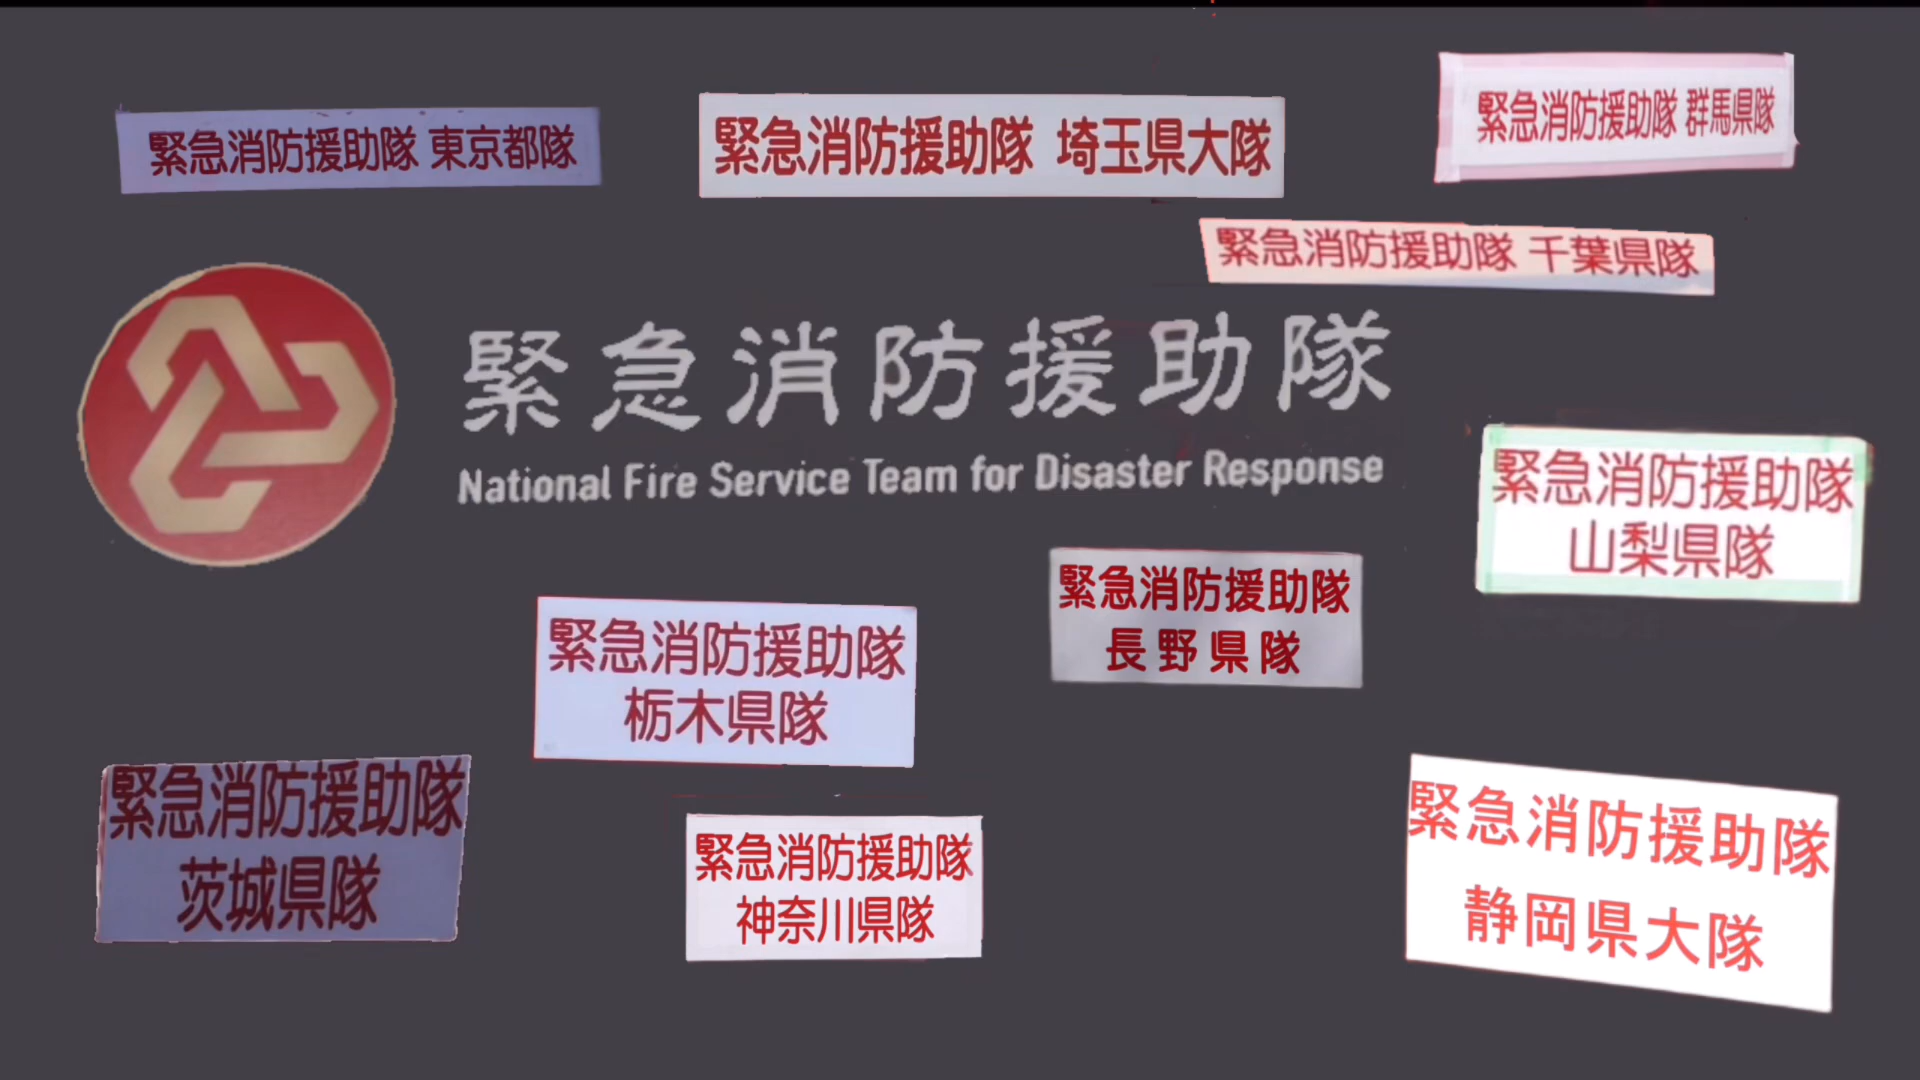 緊急消防援助隊 東京都隊
緊急消防援助隊 埼玉県大隊
緊急消防援助隊 群馬県隊
緊急消防援助隊 千葉県隊
緊急消防援助隊
National Fire Service Team for Disaster Response
緊急消防援助隊
山梨県隊
緊急消防援助隊
長野県隊
緊急消防援助隊
栃木県隊
緊急消防援助隊
茨城県隊
緊急消防援助隊
神奈川県隊
緊急消防援助隊
静岡県大隊